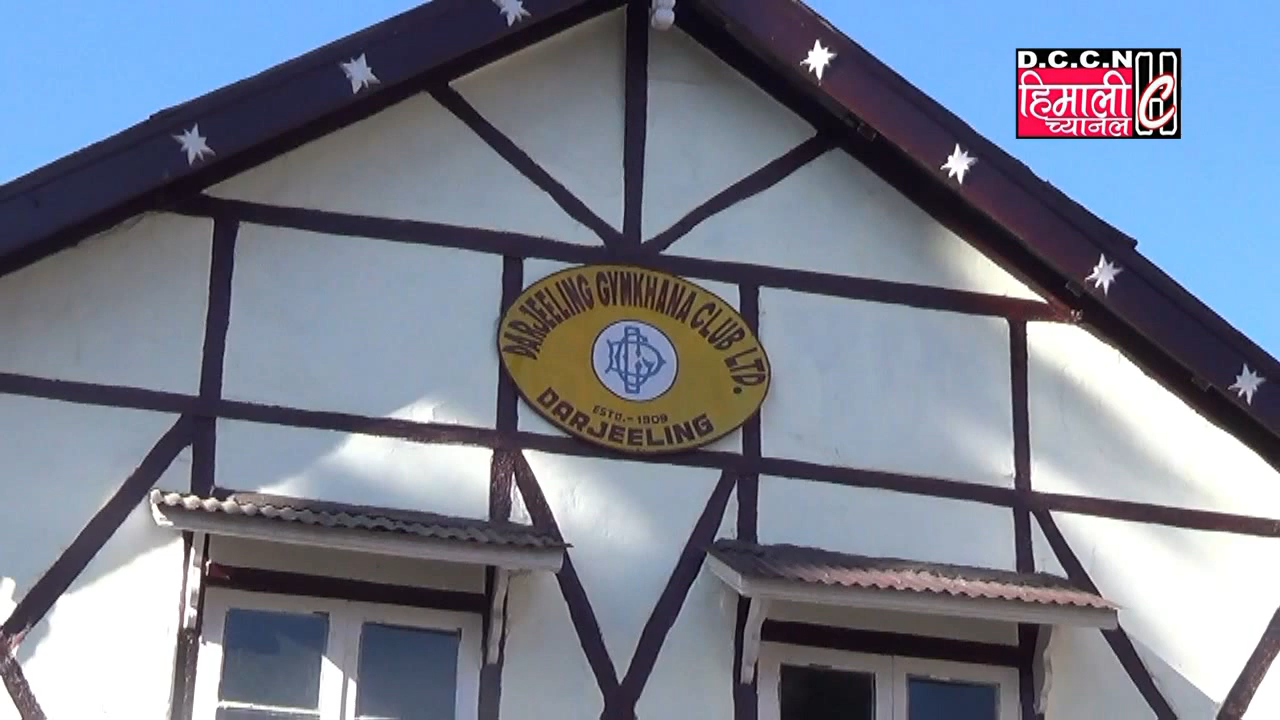 D.C.C.N
हिमाली
च्यानल
DARJEELING GYMKHANA CLUB LTD.
ESTD.- 1909
DARJEELING